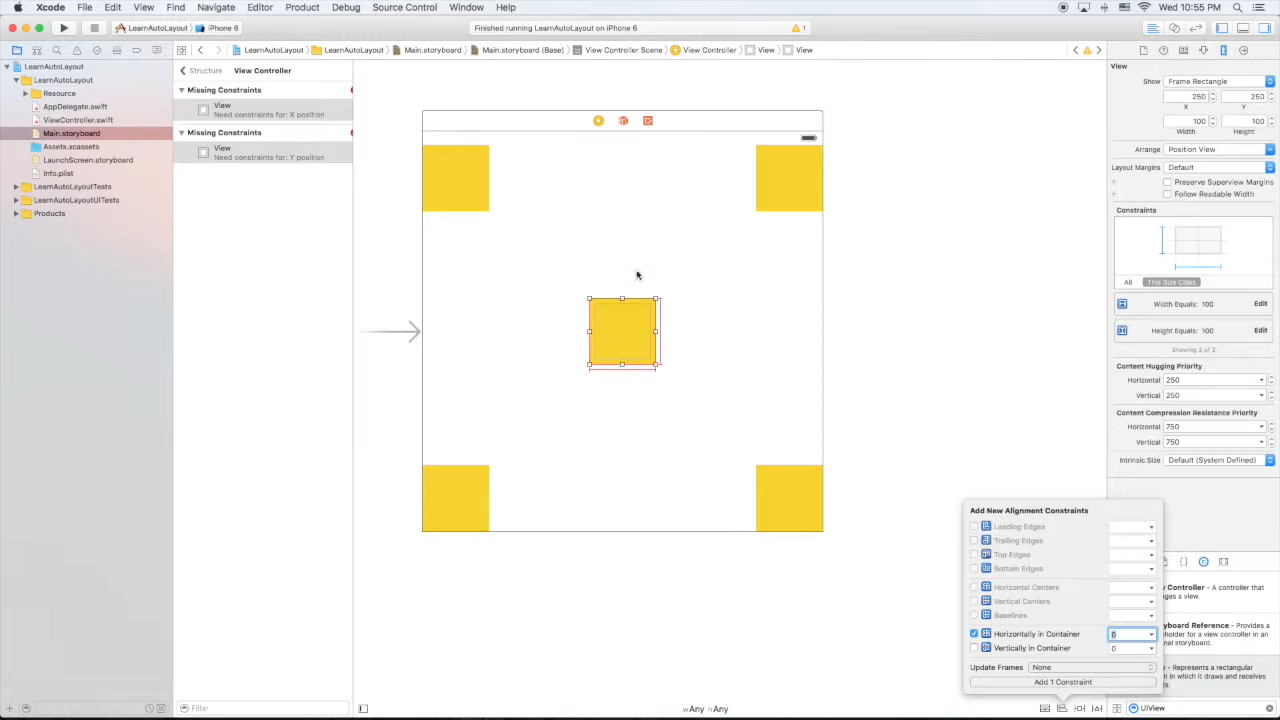 Xcode File Edit View Find Navigate Editor Product Debug Source Control Window Help
Wed 10:55 PM
LearnAutoLayout iPhone 6
Finished running LearnAutoLayout on iPhone 6
1
LearnAutoLayout LearnAutoLayout Main.storyboard Main.storyboard (Base) View Controller Scene View Controller View View
LearnAutoLayout
LearnAutoLayout
Resource
AppDelegate.swift
ViewController.swift
Main.storyboard
Assets.xcassets
LaunchScreen.storyboard
Info.plist
LearnAutoLayoutTests
LearnAutoLayoutUITests
Products
Structure View Controller
Missing Constraints
View
Need constraints for: X position
Missing Constraints
View
Need constraints for: Y position
Filter
wAny hAny
View
Show Frame Rectangle
250 250
X Y
100 100
Width Height
Arrange Position View
Layout Margins Default
Preserve Superview Margins
Follow Readable Width
Constraints
All This Size Class
Width Equals: 100 Edit
Height Equals: 100 Edit
Showing 2 of 2
Content Hugging Priority
Horizontal 250
Vertical 250
Content Compression Resistance Priority
Horizontal 750
Vertical 750
Intrinsic Size Default (System Defined)
Add New Alignment Constraints
Leading Edges
Trailing Edges
Top Edges
Bottom Edges
Horizontal Centers
Vertical Centers
Baselines
Horizontally in Container 0
Vertically in Container 0
Update Frames None
Add 1 Constraint
Controller - A controller that
a view.
Reference - Provides a
for a view controller in an
storyboard.
- Represents a rectangular
in which it draws and receives
UIView